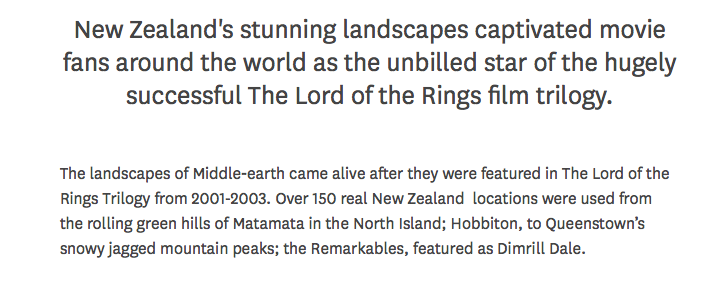 New Zealand's stunning landscapes captivated movie
fans around the world as the unbilled star of the hugely
successful The Lord of the Rings film trilogy.
The landscapes of Middle-earth came alive after they were featured in The Lord of the
Rings Trilogy from 2001-2003. Over 150 real New Zealand  locations were used from
the rolling green hills of Matamata in the North Island; Hobbiton, to Queenstown’s
snowy jagged mountain peaks; the Remarkables, featured as Dimrill Dale.